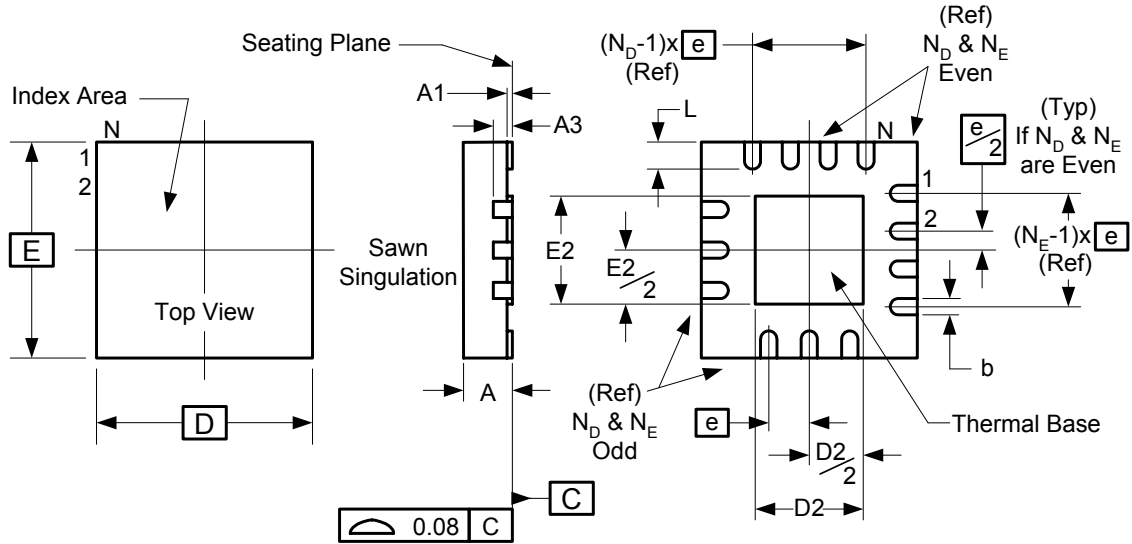 Seating Plane
Index Area
N
1
2
E
Top View
D
A1
A3
Sawn
Singulation
A
C
0.08 C
(N_D-1)x e
(Ref)
(Ref)
N_D & N_E
Even
L
N
e/2
(Typ)
If N_D & N_E
are Even
1
2
E2
E2/2
(N_E-1)x e
(Ref)
b
(Ref)
N_D & N_E
Odd
e
Thermal Base
D2/2
D2